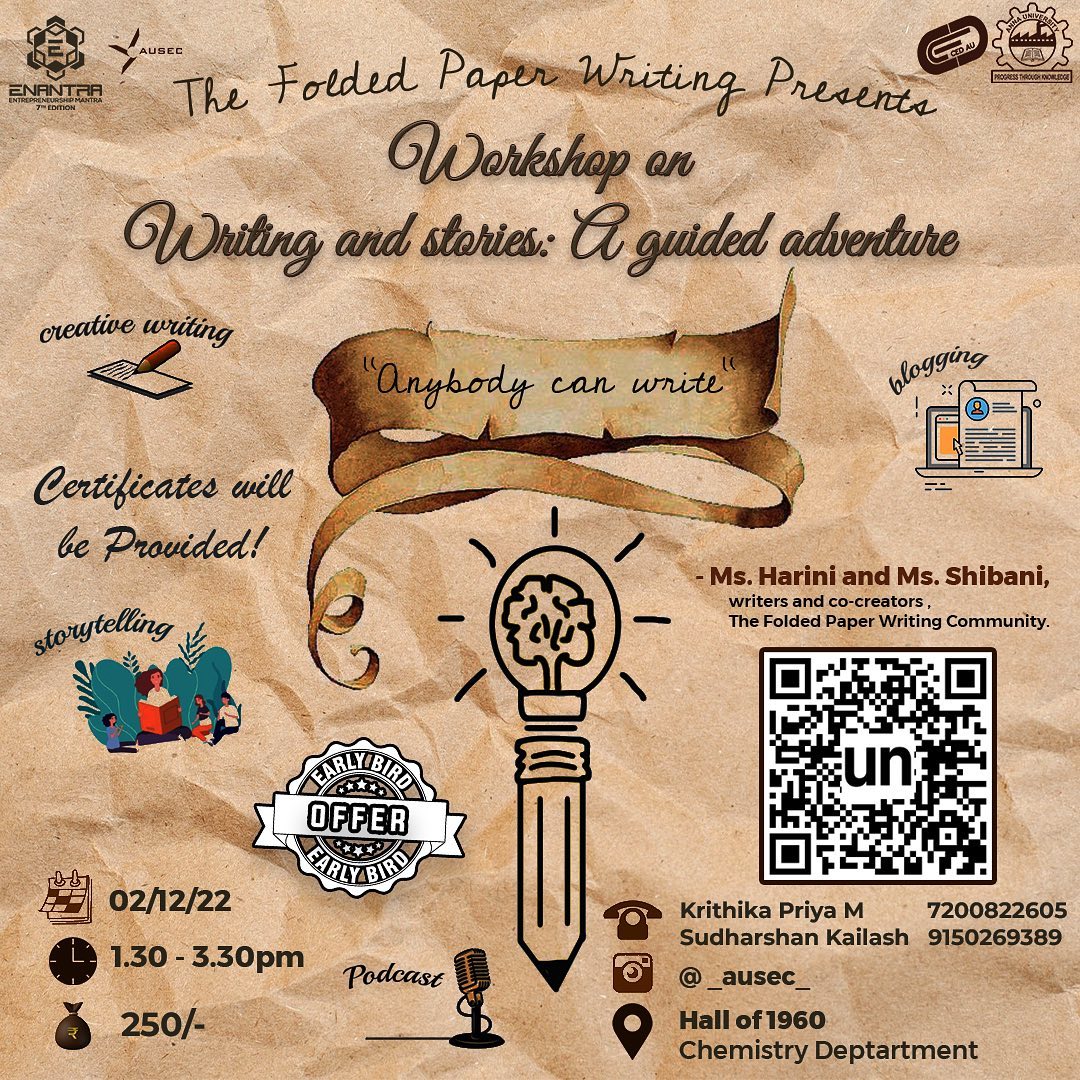 ENANTRA
ENTREPRENEURSHIP MANTRA
7TH EDITION
AUSEC
CED AU
ANNA UNIVERSITY
PROGRESS THROUGH KNOWLEDGE
The Folded Paper Writing Presents
Workshop on
Writing and stories: A guided adventure
creative writing
"Anybody can write"
blogging
Certificates will
be Provided!
- Ms. Harini and Ms. Shibani,
writers and co-creators ,
The Folded Paper Writing Community.
storytelling
un
EARLY BIRD
OFFER
EARLY BIRD
02/12/22
1.30 - 3.30pm
250/-
Podcast
Krithika Priya M 7200822605
Sudharshan Kailash 9150269389
@ _ausec_
Hall of 1960
Chemistry Deptartment